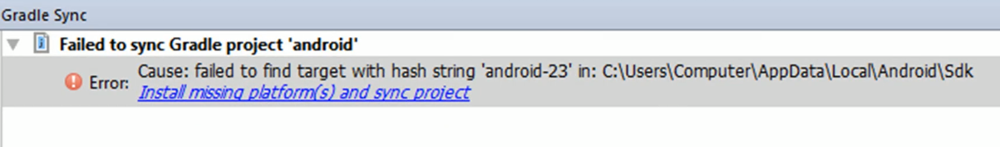 Gradle Sync
Failed to sync Gradle project 'android'
Error: Cause: failed to find target with hash string 'android-23' in: C:\Users\Computer\AppData\Local\Android\Sdk
Install missing platform(s) and sync project